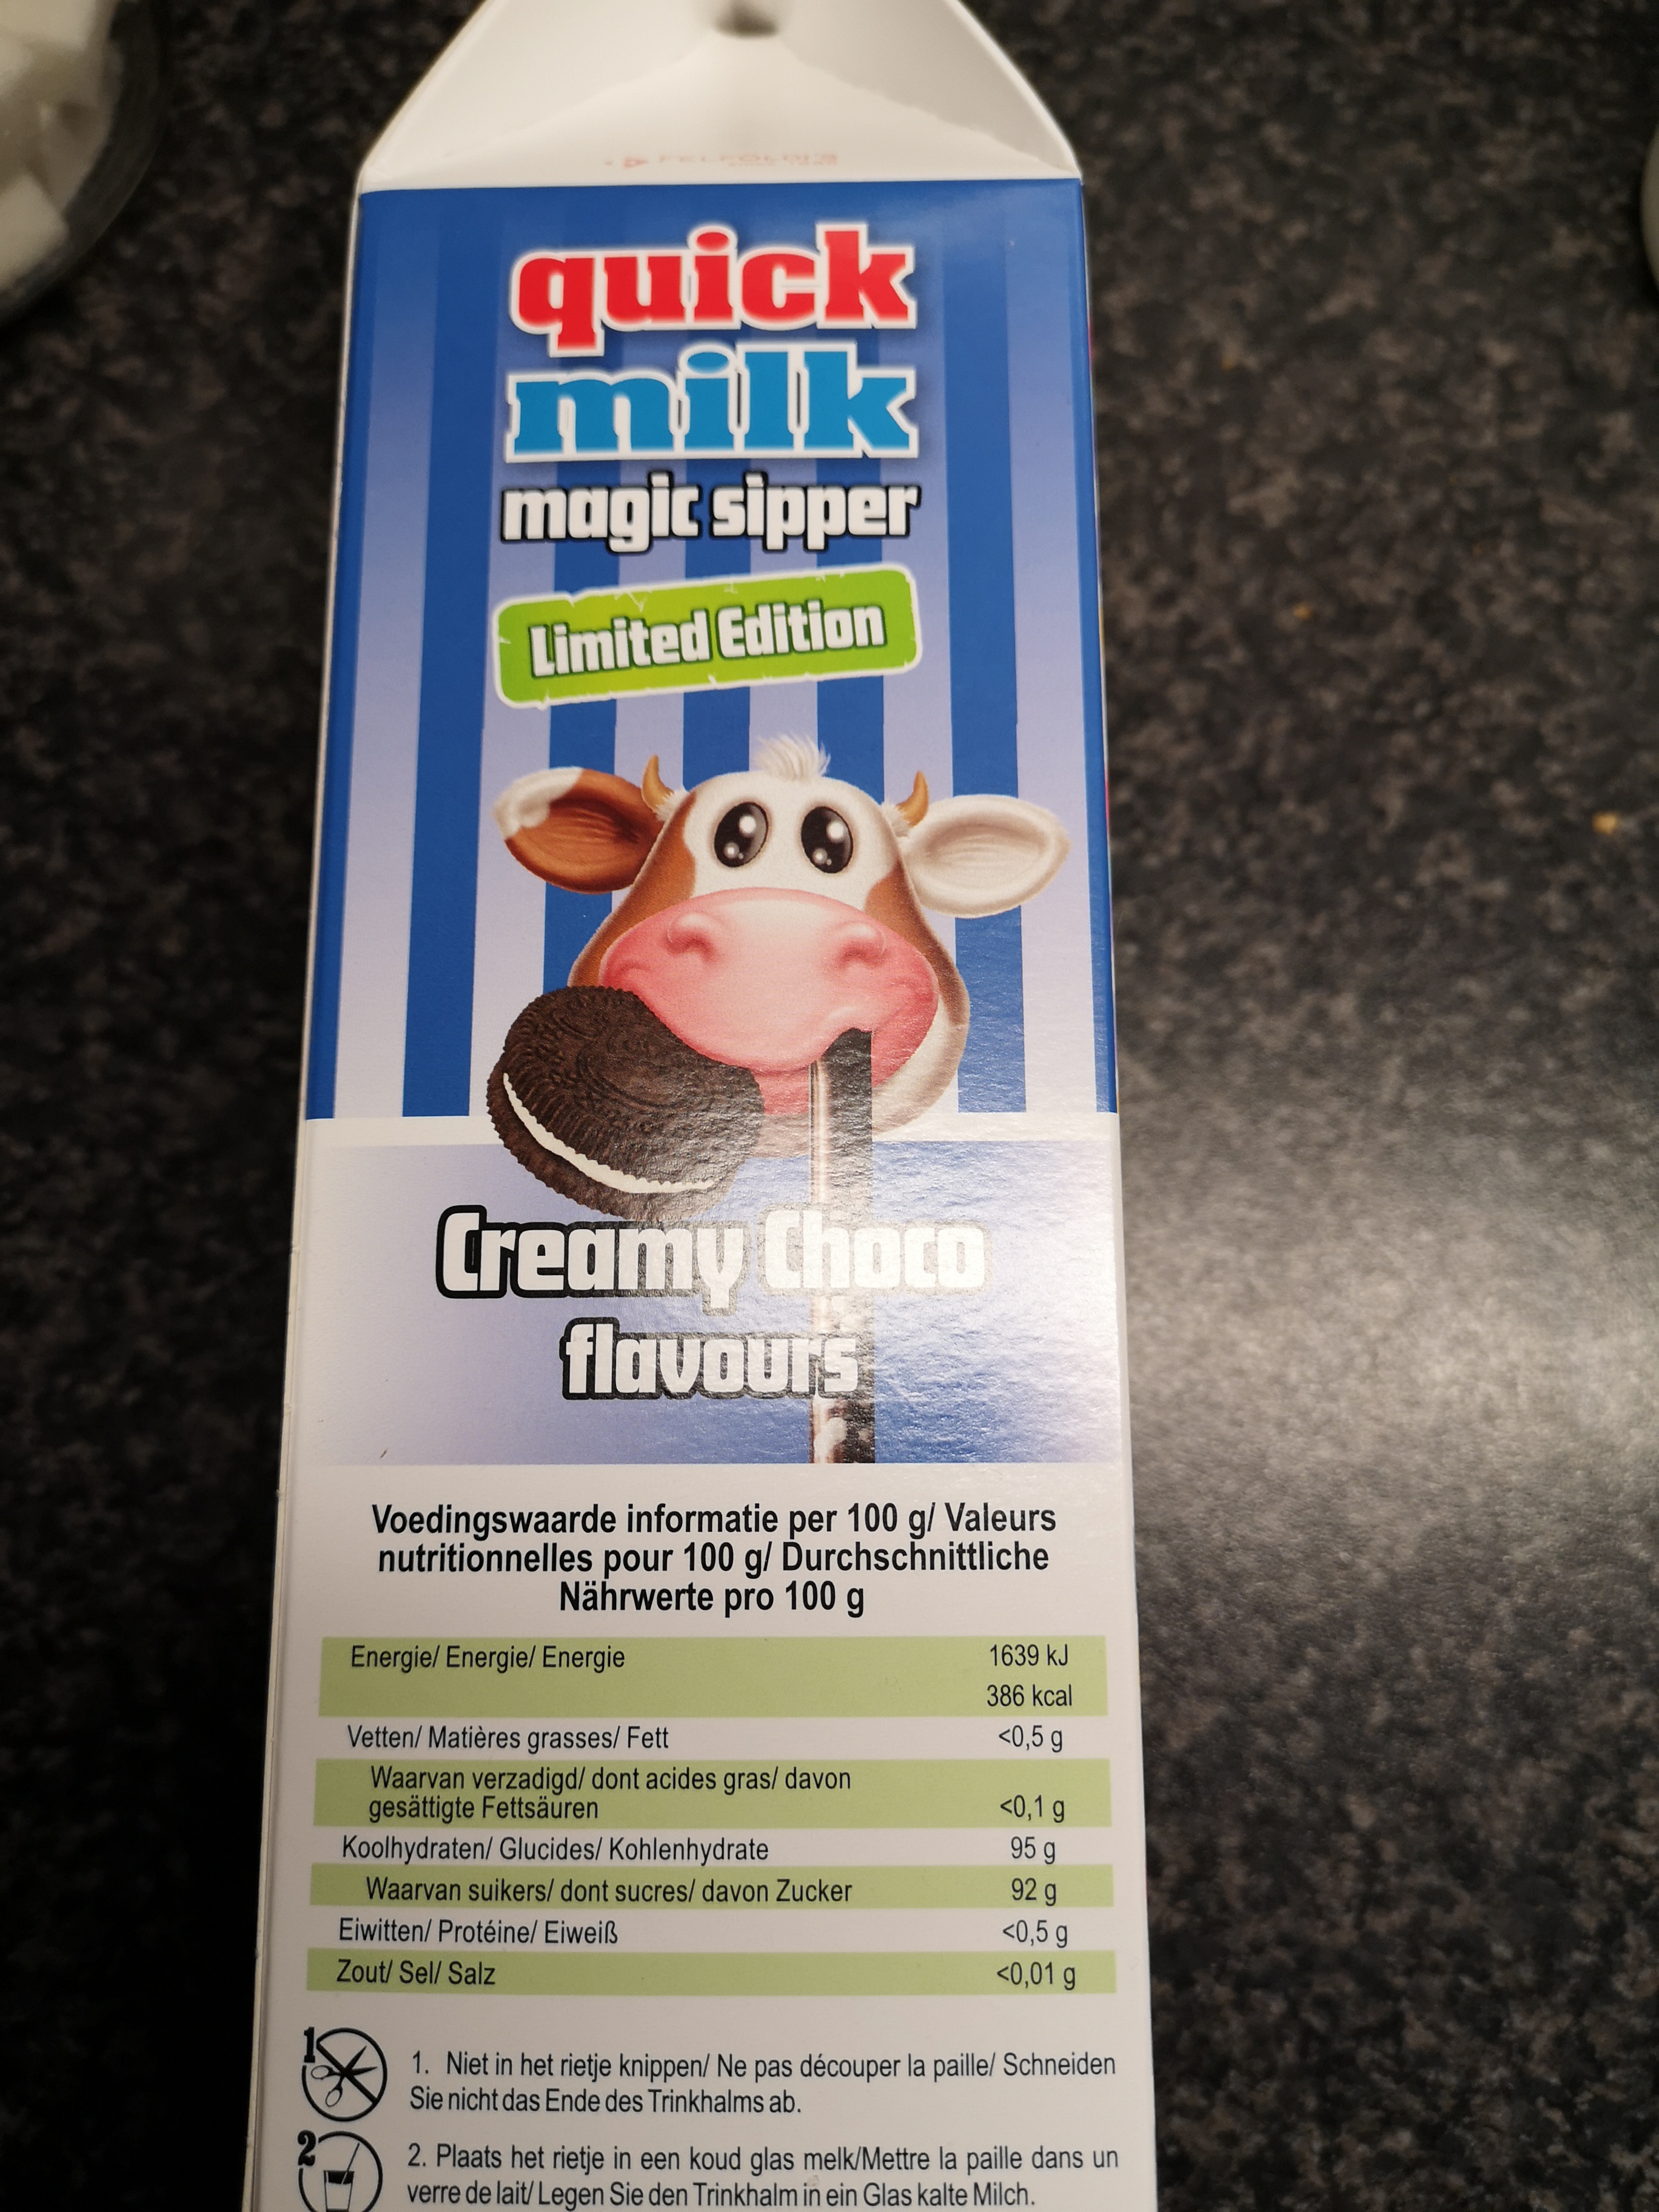 FELFÖLDI'S
quick
milk
magic sipper
Limited Edition
Creamy Choco
flavours
Voedingswaarde informatie per 100 g/ Valeurs
nutritionnelles pour 100 g/ Durchschnittliche
Nährwerte pro 100 g
Energie/ Energie/ Energie 1639 kJ
386 kcal
Vetten/ Matières grasses/ Fett <0,5 g
Waarvan verzadigd/ dont acides gras/ davon
gesättigte Fettsäuren <0,1 g
Koolhydraten/ Glucides/ Kohlenhydrate 95 g
Waarvan suikers/ dont sucres/ davon Zucker 92 g
Eiwitten/ Protéine/ Eiweiß <0,5 g
Zout/ Sel/ Salz <0,01 g
1
1. Niet in het rietje knippen/ Ne pas découper la paille/ Schneiden
Sie nicht das Ende des Trinkhalms ab.
2
2. Plaats het rietje in een koud glas melk/Mettre la paille dans un
verre de lait/ Legen Sie den Trinkhalm in ein Glas kalte Milch.